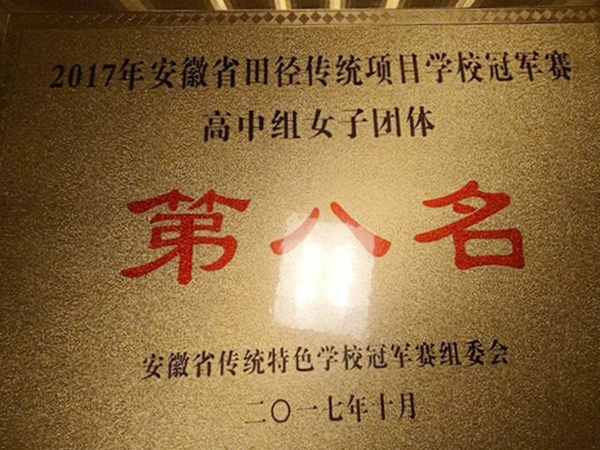 2017年安徽省田径传统项目学校冠军赛
高中组女子团体
第八名
安徽省传统特色学校冠军赛组委会
二〇一七年十月